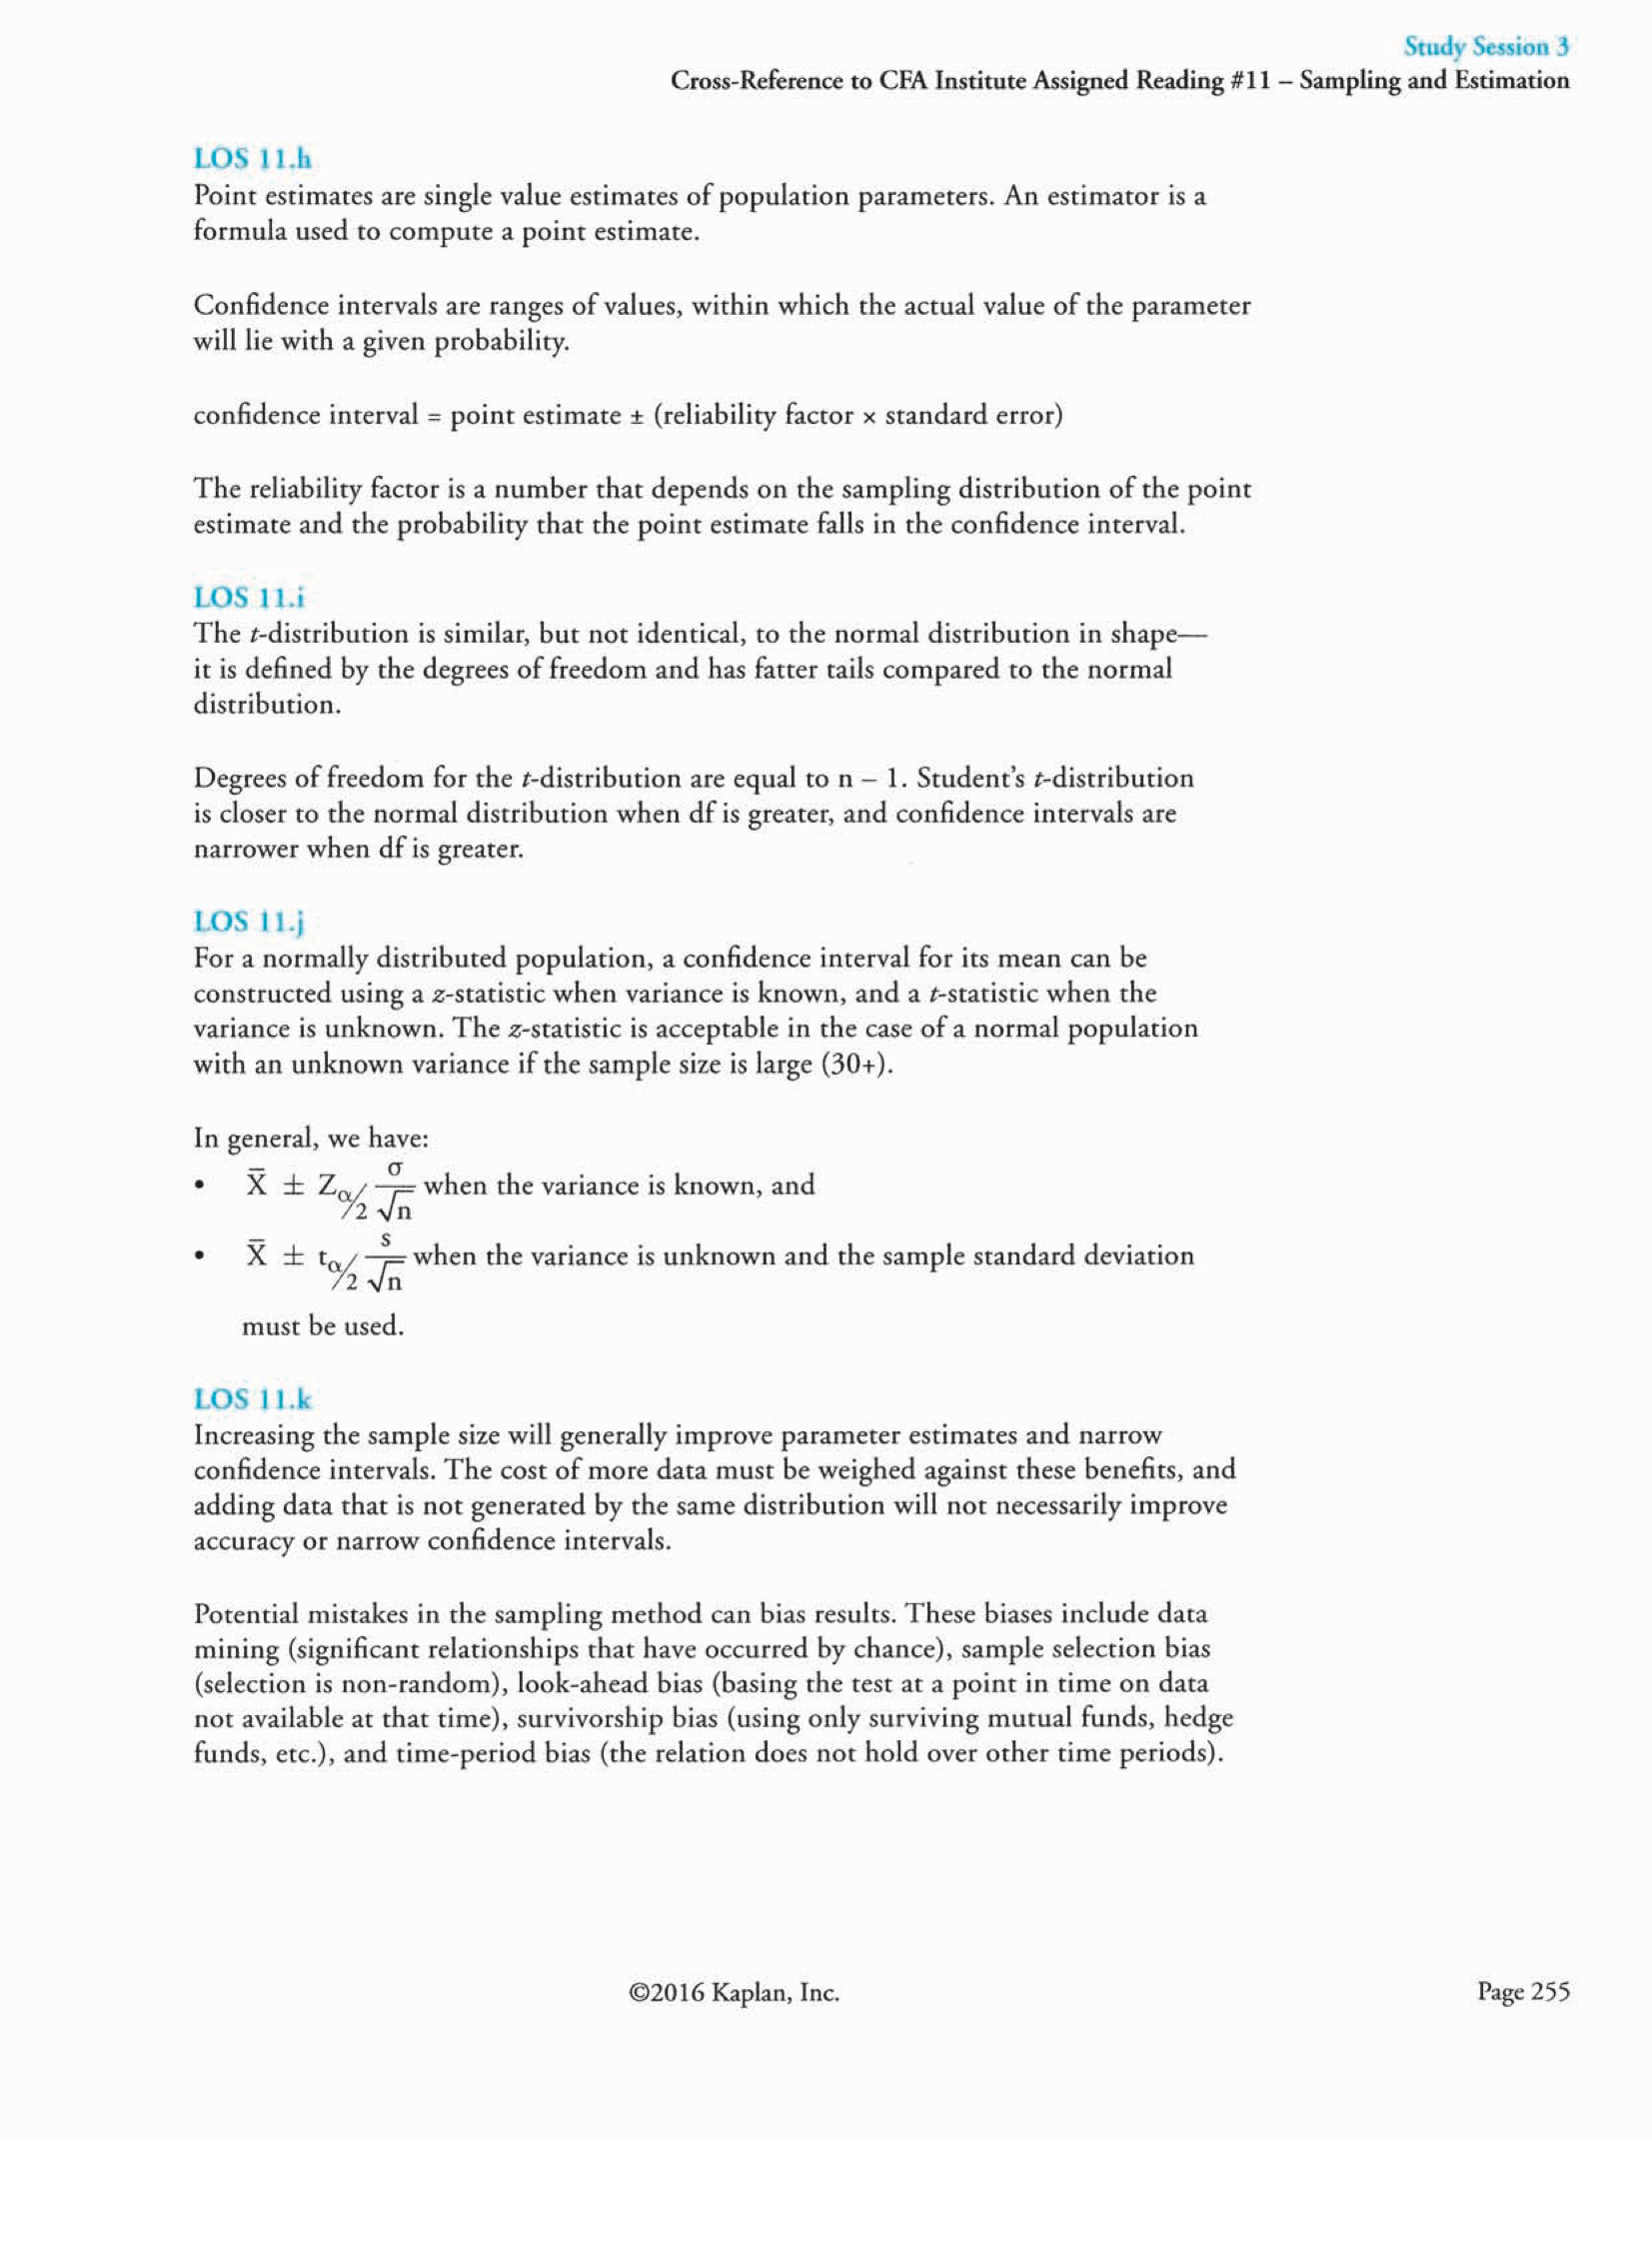 Study Session 3
Cross-Reference to CFA Institute Assigned Reading #11 – Sampling and Estimation
LOS 11.h
Point estimates are single value estimates of population parameters. An estimator is a
formula used to compute a point estimate.
Confidence intervals are ranges of values, within which the actual value of the parameter
will lie with a given probability.
confidence interval = point estimate ± (reliability factor × standard error)
The reliability factor is a number that depends on the sampling distribution of the point
estimate and the probability that the point estimate falls in the confidence interval.
LOS 11.i
The t-distribution is similar, but not identical, to the normal distribution in shape—
it is defined by the degrees of freedom and has fatter tails compared to the normal
distribution.
Degrees of freedom for the t-distribution are equal to n – 1. Student’s t-distribution
is closer to the normal distribution when df is greater, and confidence intervals are
narrower when df is greater.
LOS 11.j
For a normally distributed population, a confidence interval for its mean can be
constructed using a z-statistic when variance is known, and a t-statistic when the
variance is unknown. The z-statistic is acceptable in the case of a normal population
with an unknown variance if the sample size is large (30+).
In general, we have:
• X̄ ± Zα/2 σ/√n when the variance is known, and
• X̄ ± tα/2 s/√n when the variance is unknown and the sample standard deviation
must be used.
LOS 11.k
Increasing the sample size will generally improve parameter estimates and narrow
confidence intervals. The cost of more data must be weighed against these benefits, and
adding data that is not generated by the same distribution will not necessarily improve
accuracy or narrow confidence intervals.
Potential mistakes in the sampling method can bias results. These biases include data
mining (significant relationships that have occurred by chance), sample selection bias
(selection is non-random), look-ahead bias (basing the test at a point in time on data
not available at that time), survivorship bias (using only surviving mutual funds, hedge
funds, etc.), and time-period bias (the relation does not hold over other time periods).
©2016 Kaplan, Inc.
Page 255